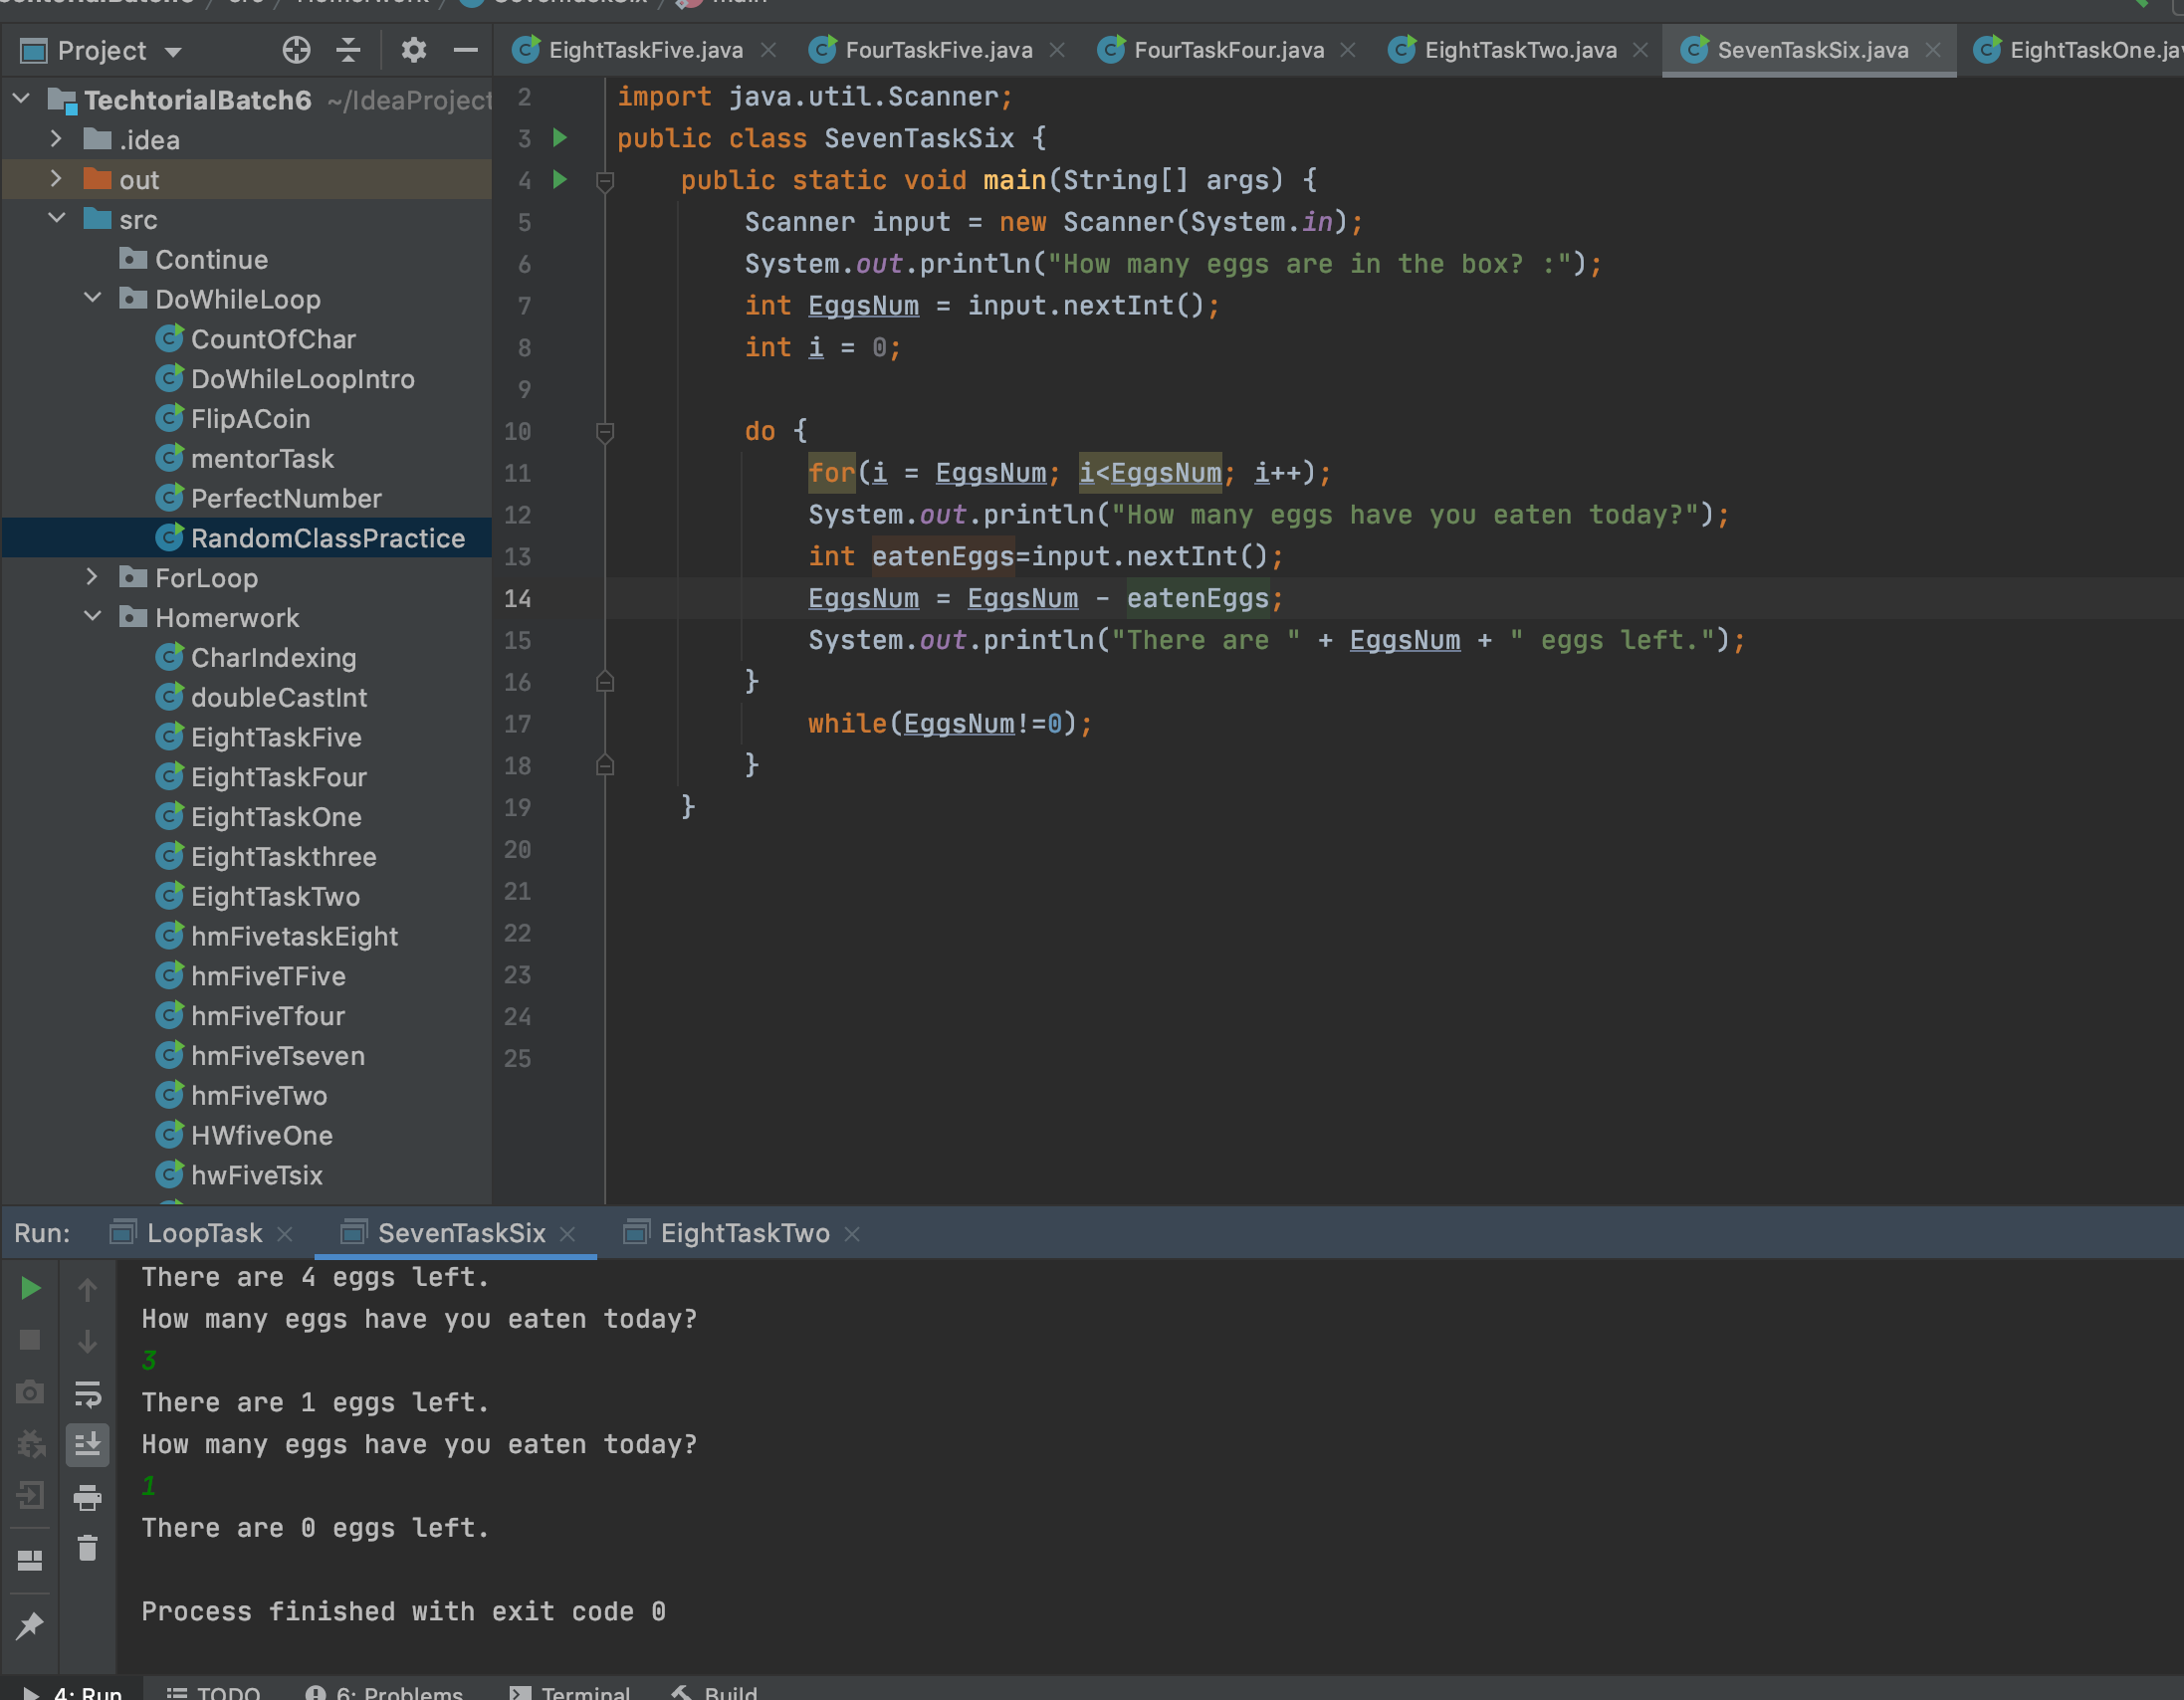 Project
EightTaskFive.java
FourTaskFive.java
FourTaskFour.java
EightTaskTwo.java
SevenTaskSix.java
EightTaskOne.jav
TechtorialBatch6 ~/IdeaProject
.idea
out
src
Continue
DoWhileLoop
CountOfChar
DoWhileLoopIntro
FlipACoin
mentorTask
PerfectNumber
RandomClassPractice
ForLoop
Homerwork
CharIndexing
doubleCastInt
EightTaskFive
EightTaskFour
EightTaskOne
EightTaskthree
EightTaskTwo
hmFivetaskEight
hmFiveTFive
hmFiveTfour
hmFiveTseven
hmFiveTwo
HWfiveOne
hwFiveTsix
2 import java.util.Scanner;
3 public class SevenTaskSix {
4 public static void main(String[] args) {
5 Scanner input = new Scanner(System.in);
6 System.out.println("How many eggs are in the box? :");
7 int EggsNum = input.nextInt();
8 int i = 0;
9
10 do {
11 for(i = EggsNum; i<EggsNum; i++);
12 System.out.println("How many eggs have you eaten today?");
13 int eatenEggs=input.nextInt();
14 EggsNum = EggsNum - eatenEggs;
15 System.out.println("There are " + EggsNum + " eggs left.");
16 }
17 while(EggsNum!=0);
18 }
19 }
20
21
22
23
24
25
Run: LoopTask SevenTaskSix EightTaskTwo
There are 4 eggs left.
How many eggs have you eaten today?
3
There are 1 eggs left.
How many eggs have you eaten today?
1
There are 0 eggs left.
Process finished with exit code 0
4: Run TODO 6: Problems Terminal Build